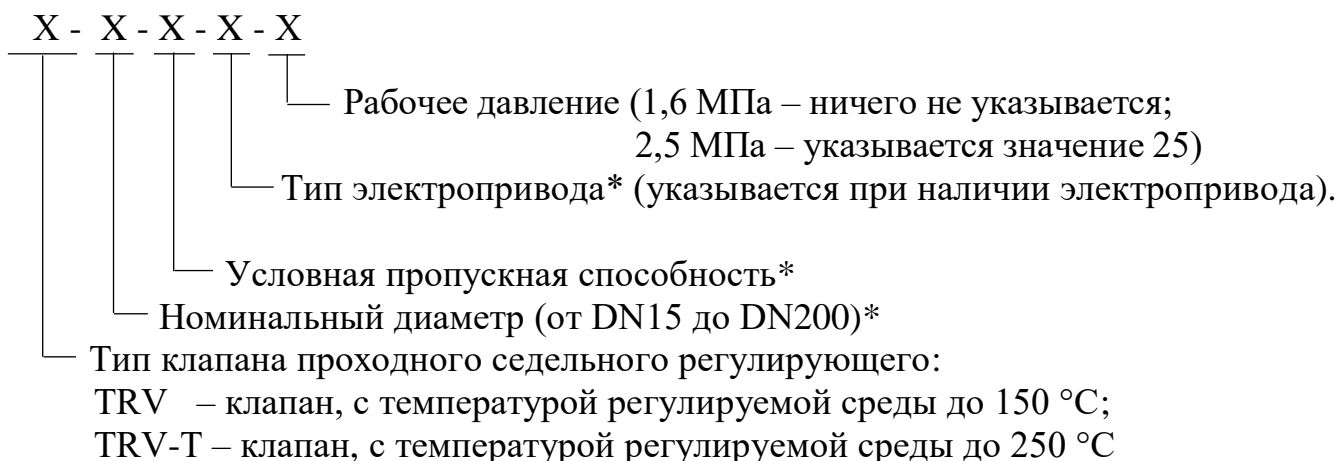 X - X - X - X - X
Рабочее давление (1,6 МПа – ничего не указывается;
2,5 МПа – указывается значение 25)
Тип электропривода* (указывается при наличии электропривода).
Условная пропускная способность*
Номинальный диаметр (от DN15 до DN200)*
Тип клапана проходного седельного регулирующего:
TRV – клапан, с температурой регулируемой среды до 150 °С;
TRV-T – клапан, с температурой регулируемой среды до 250 °С